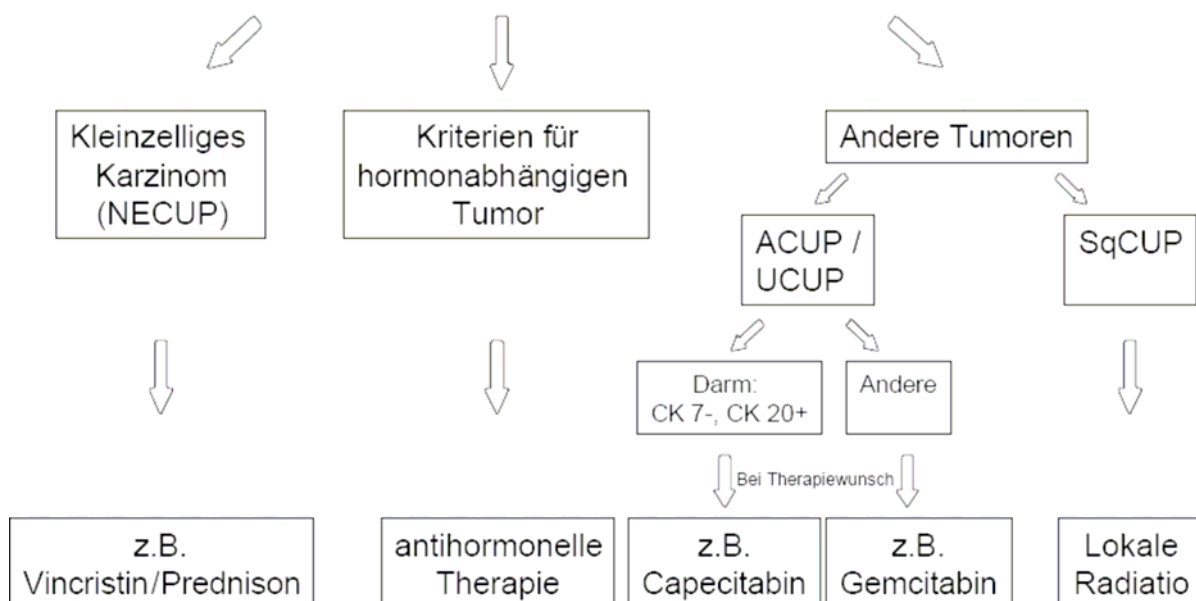 Kleinzelliges
Karzinom
(NECUP)
Kriterien für
hormonabhängigen
Tumor
Andere Tumoren
ACUP /
UCUP
SqCUP
Darm:
CK 7-, CK 20+
Andere
Bei Therapiewunsch
z.B.
Vincristin/Prednison
antihormonelle
Therapie
z.B.
Capecitabin
z.B.
Gemcitabin
Lokale
Radiatio